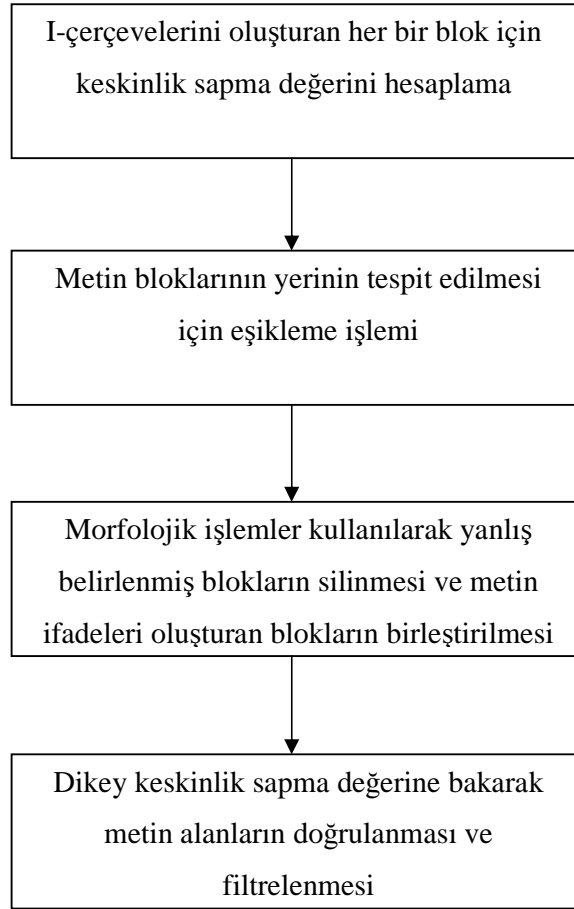 I-çerçevelerini oluşturan her bir blok için
keskinlik sapma değerini hesaplama
Metin bloklarının yerinin tespit edilmesi
için eşikleme işlemi
Morfolojik işlemler kullanılarak yanlış
belirlenmiş blokların silinmesi ve metin
ifadeleri oluşturan blokların birleştirilmesi
Dikey keskinlik sapma değerine bakarak
metin alanların doğrulanması ve
filtrelenmesi